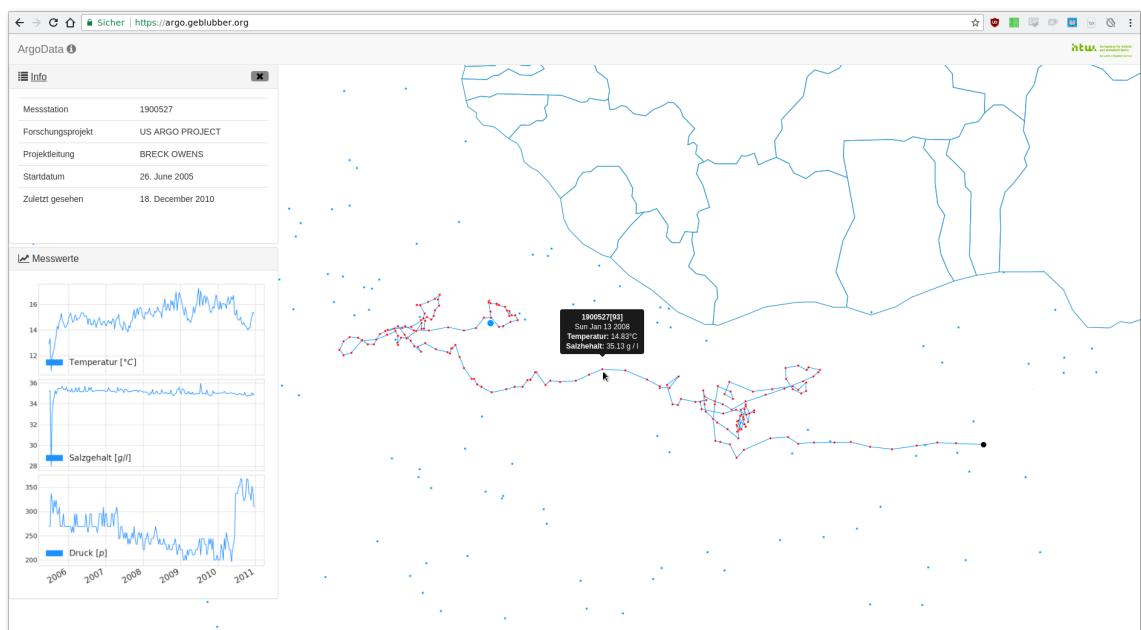 Sicher | https://argo.geblubber.org
ArgoData
htw.
Info
Messstation 1900527
Forschungsprojekt US ARGO PROJECT
Projektleitung BRECK OWENS
Startdatum 26. June 2005
Zuletzt gesehen 18. December 2010
Messwerte
16
14
12
Temperatur [°C]
36
34
32
30
28
Salzgehalt [g/l]
350
300
250
200
Druck [p]
2006 2007 2008 2009 2010 2011
1900527[93]
Sun Jan 13 2008
Temperatur: 14.83°C
Salzhehalt: 35.13 g / l